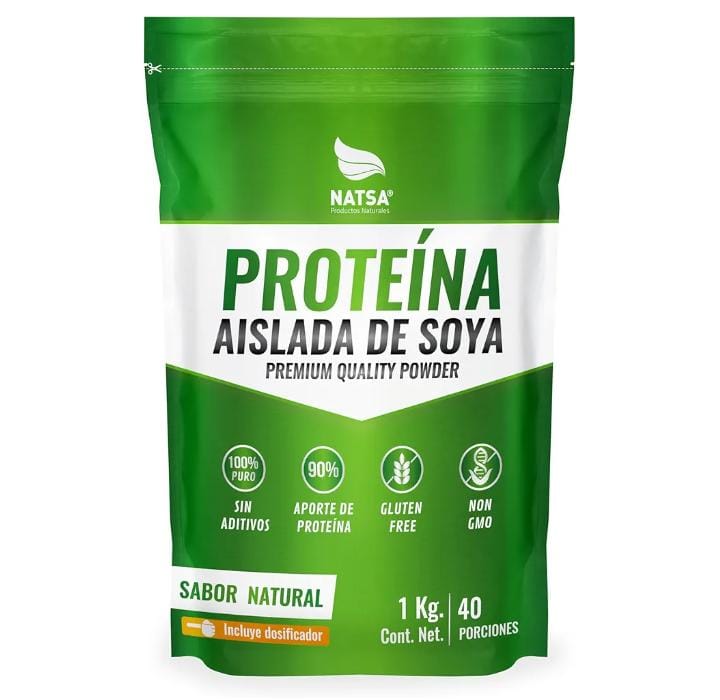 NATSA®
Productos Naturales
PROTEÍNA
AISLADA DE SOYA
PREMIUM QUALITY POWDER
100%
PURO
SIN
ADITIVOS
90%
APORTE DE
PROTEÍNA
GLUTEN
FREE
NON
GMO
SABOR NATURAL
Incluye dosificador
1 Kg.
Cont. Net.
40
PORCIONES